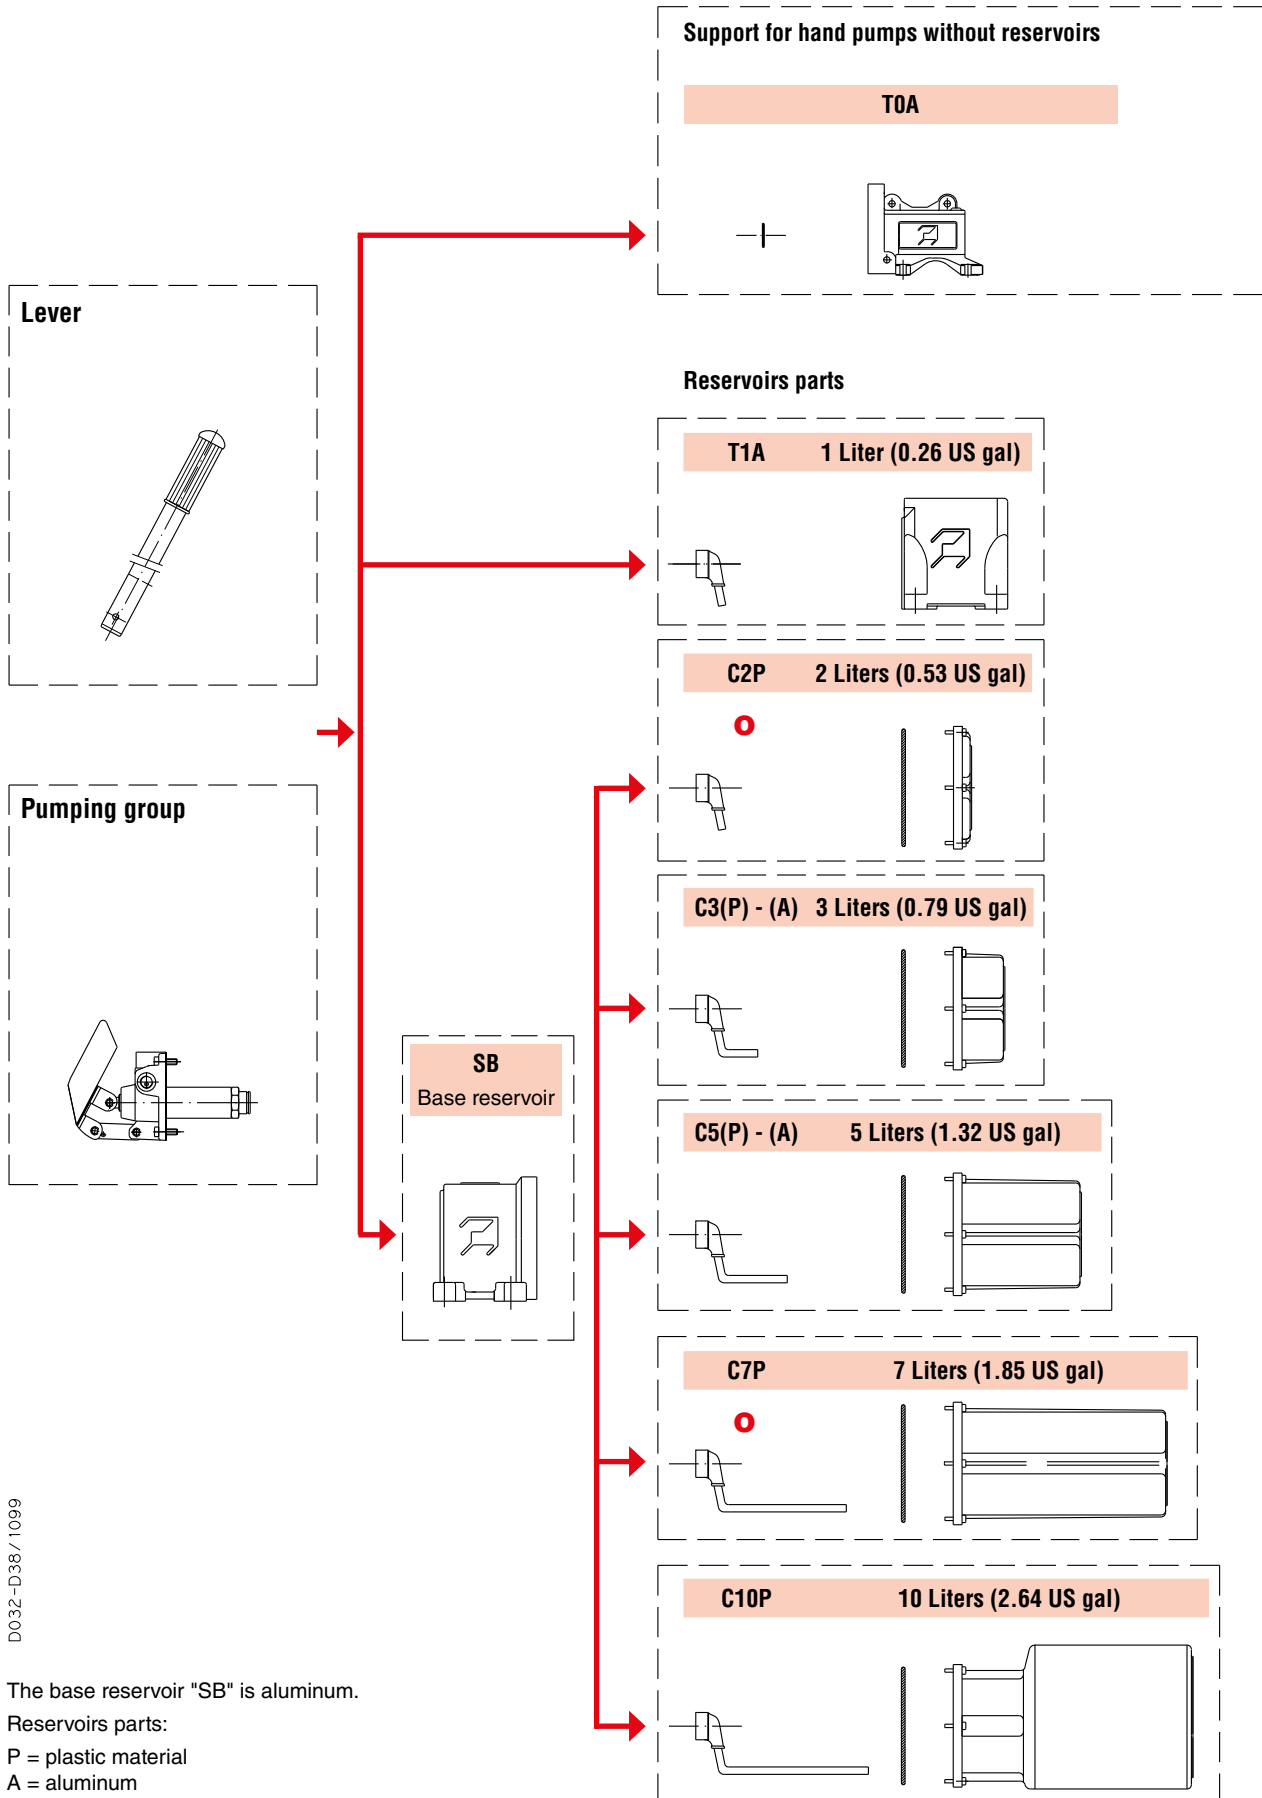 Support for hand pumps without reservoirs
T0A
Lever
Reservoirs parts
T1A 1 Liter (0.26 US gal)
C2P 2 Liters (0.53 US gal)
o
Pumping group
C3(P) - (A) 3 Liters (0.79 US gal)
SB
Base reservoir
C5(P) - (A) 5 Liters (1.32 US gal)
C7P 7 Liters (1.85 US gal)
o
C10P 10 Liters (2.64 US gal)
D032-D38/1099
The base reservoir "SB" is aluminum.
Reservoirs parts:
P = plastic material
A = aluminum